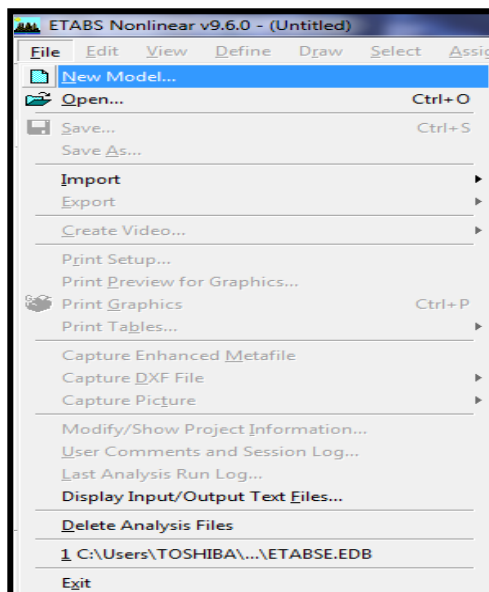 ETABS Nonlinear v9.6.0 - (Untitled)
File Edit View Define Draw Select Assig
New Model...
Open... Ctrl+O
Save... Ctrl+S
Save As...
Import
Export
Create Video...
Print Setup...
Print Preview for Graphics...
Print Graphics Ctrl+P
Print Tables...
Capture Enhanced Metafile
Capture DXF File
Capture Picture
Modify/Show Project Information...
User Comments and Session Log...
Last Analysis Run Log...
Display Input/Output Text Files...
Delete Analysis Files
1 C:\Users\TOSHIBA\...\ETABSE.EDB
Exit